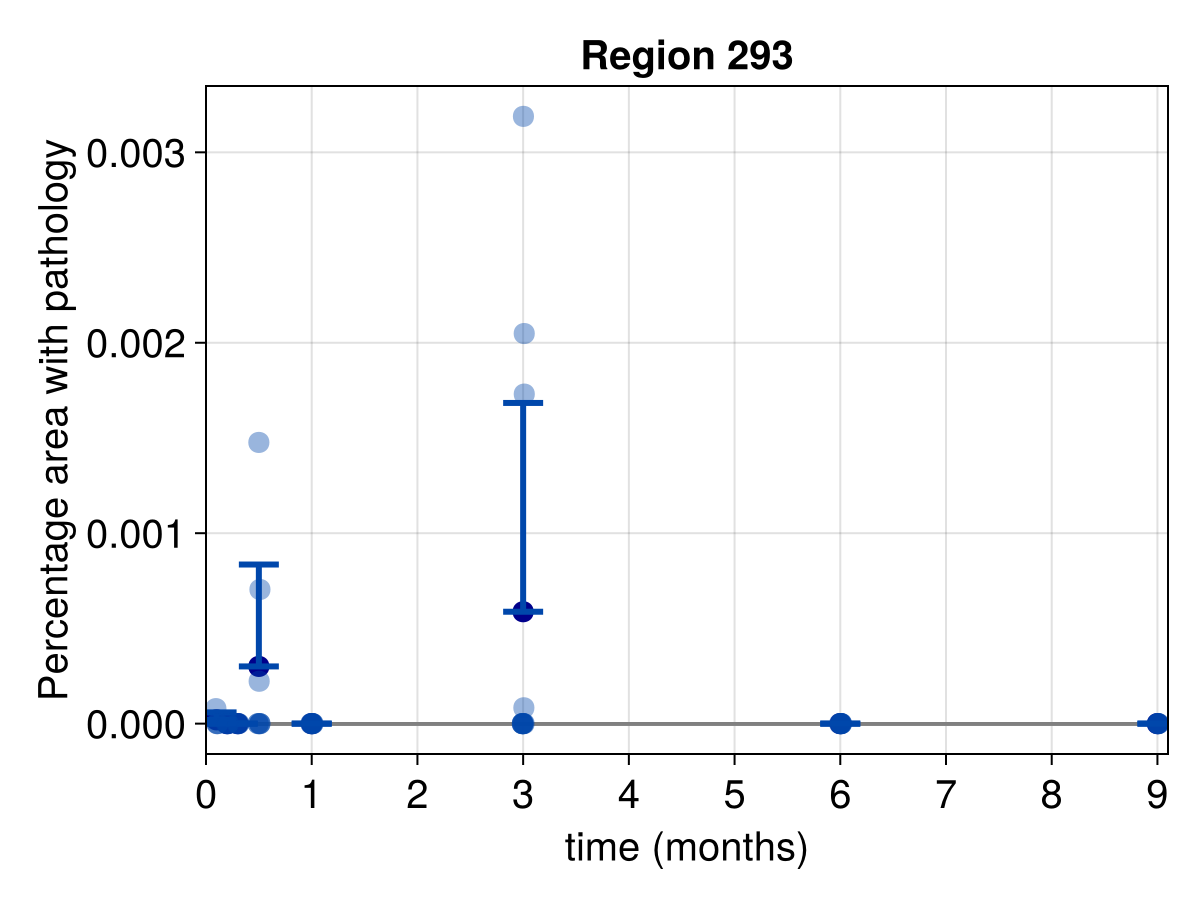 Region 293
Percentage area with pathology
0.003
0.002
0.001
0.000
0 1 2 3 4 5 6 7 8 9
time (months)